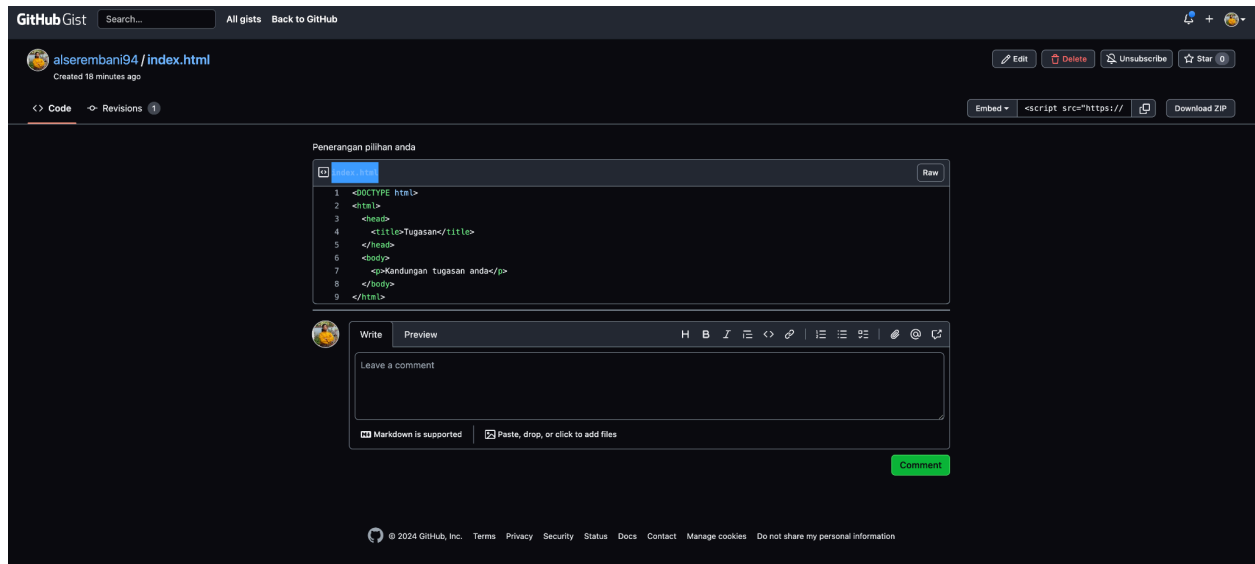 GitHub Gist Search... All gists Back to GitHub
alserembani94 / index.html
Created 18 minutes ago
Edit Delete Unsubscribe Star 0
<> Code Revisions 1
Embed <script src="https:// Download ZIP
Penerangan pilihan anda
index.html Raw
1 <DOCTYPE html>
2 <html>
3 <head>
4 <title>Tugasan</title>
5 </head>
6 <body>
7 <p>Kandungan tugasan anda</p>
8 </body>
9 </html>
Write Preview H B I
Leave a comment
Markdown is supported Paste, drop, or click to add files
Comment
© 2024 GitHub, Inc. Terms Privacy Security Status Docs Contact Manage cookies Do not share my personal information